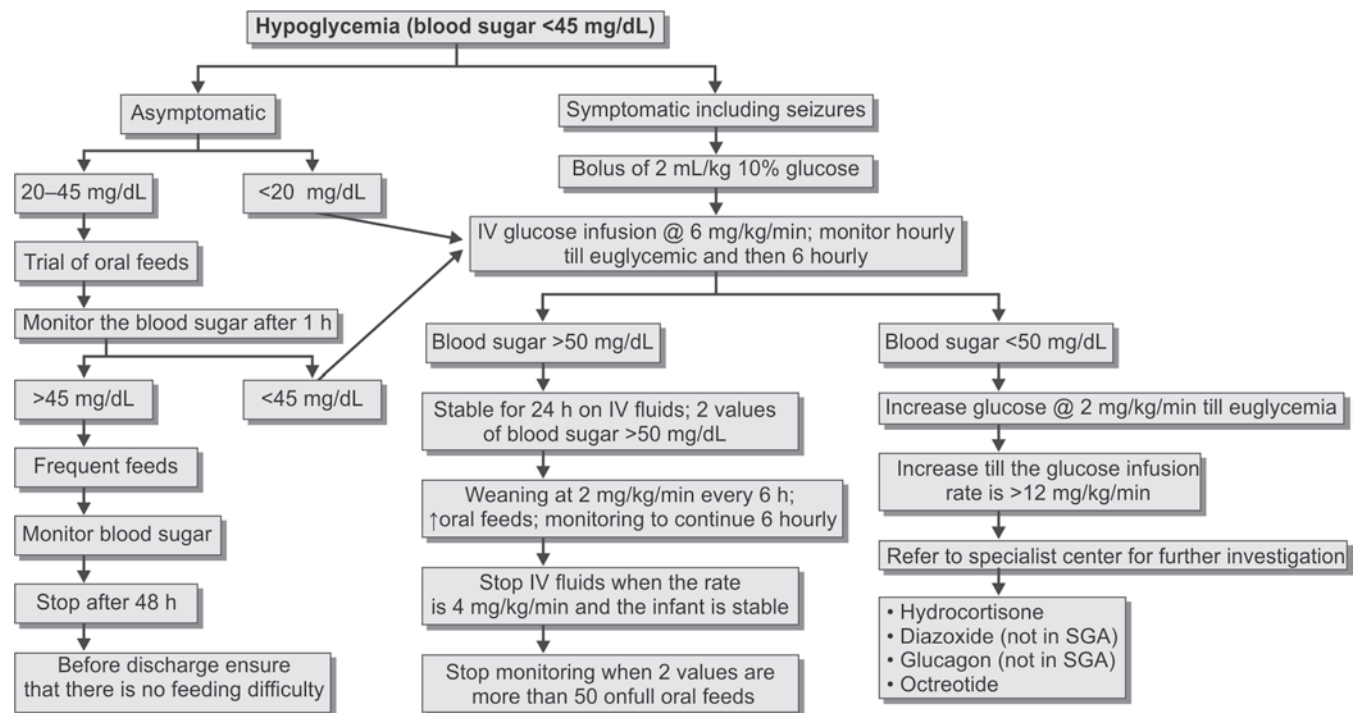 Hypoglycemia (blood sugar <45 mg/dL)
Asymptomatic
Symptomatic including seizures
Bolus of 2 mL/kg 10% glucose
20–45 mg/dL
<20 mg/dL
IV glucose infusion @ 6 mg/kg/min; monitor hourly
till euglycemic and then 6 hourly
Trial of oral feeds
Monitor the blood sugar after 1 h
>45 mg/dL
<45 mg/dL
Frequent feeds
Monitor blood sugar
Stop after 48 h
Before discharge ensure
that there is no feeding difficulty
Blood sugar >50 mg/dL
Stable for 24 h on IV fluids; 2 values
of blood sugar >50 mg/dL
Weaning at 2 mg/kg/min every 6 h;
↑oral feeds; monitoring to continue 6 hourly
Stop IV fluids when the rate
is 4 mg/kg/min and the infant is stable
Stop monitoring when 2 values are
more than 50 onfull oral feeds
Blood sugar <50 mg/dL
Increase glucose @ 2 mg/kg/min till euglycemia
Increase till the glucose infusion
rate is >12 mg/kg/min
Refer to specialist center for further investigation
• Hydrocortisone
• Diazoxide (not in SGA)
• Glucagon (not in SGA)
• Octreotide